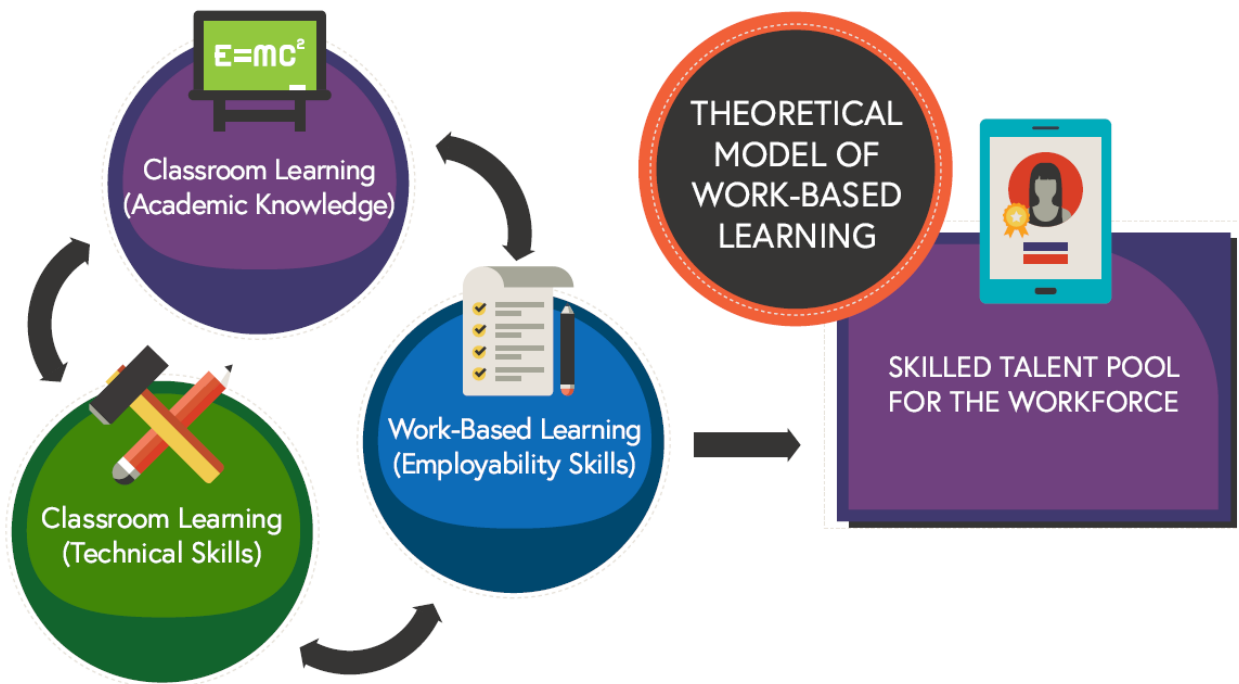 E=MC²
Classroom Learning
(Academic Knowledge)
THEORETICAL
MODEL OF
WORK-BASED
LEARNING
SKILLED TALENT POOL
FOR THE WORKFORCE
Work-Based Learning
(Employability Skills)
Classroom Learning
(Technical Skills)